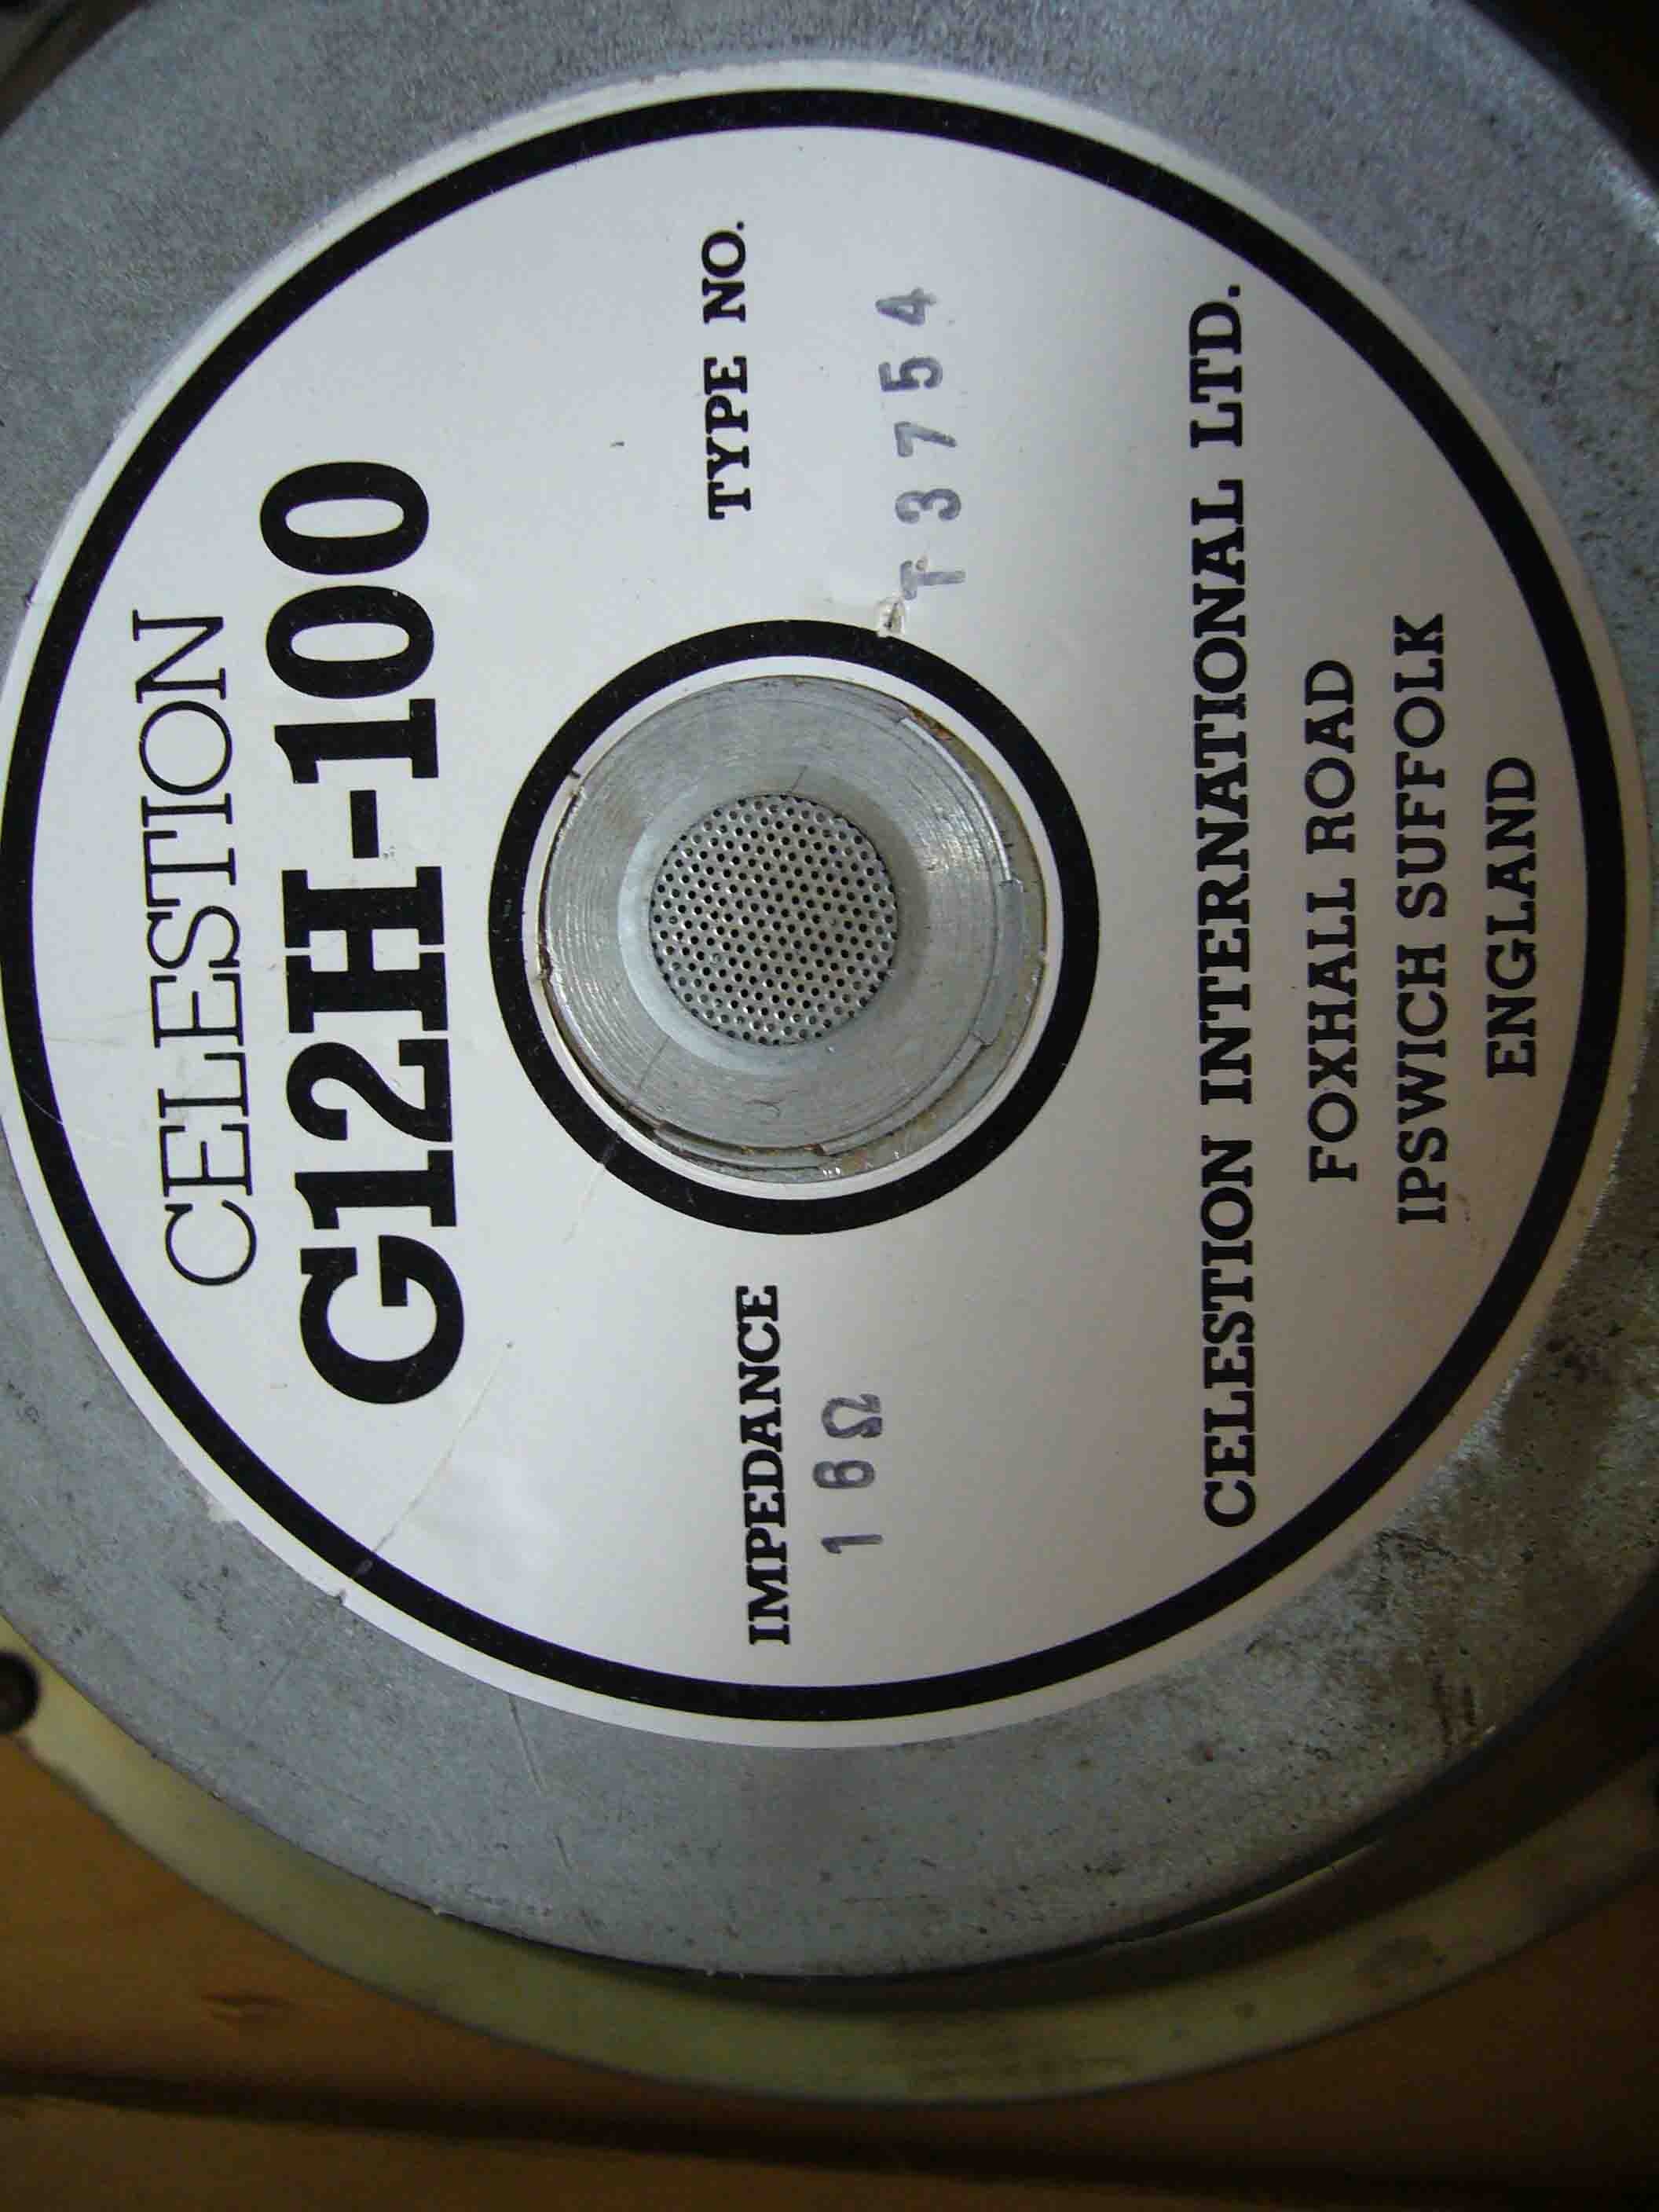 CELESTION
G12H-100
IMPEDANCE
16Ω
TYPE NO.
T3754
CELESTION INTERNATIONAL LTD.
FOXHALL ROAD
IPSWICH SUFFOLK
ENGLAND